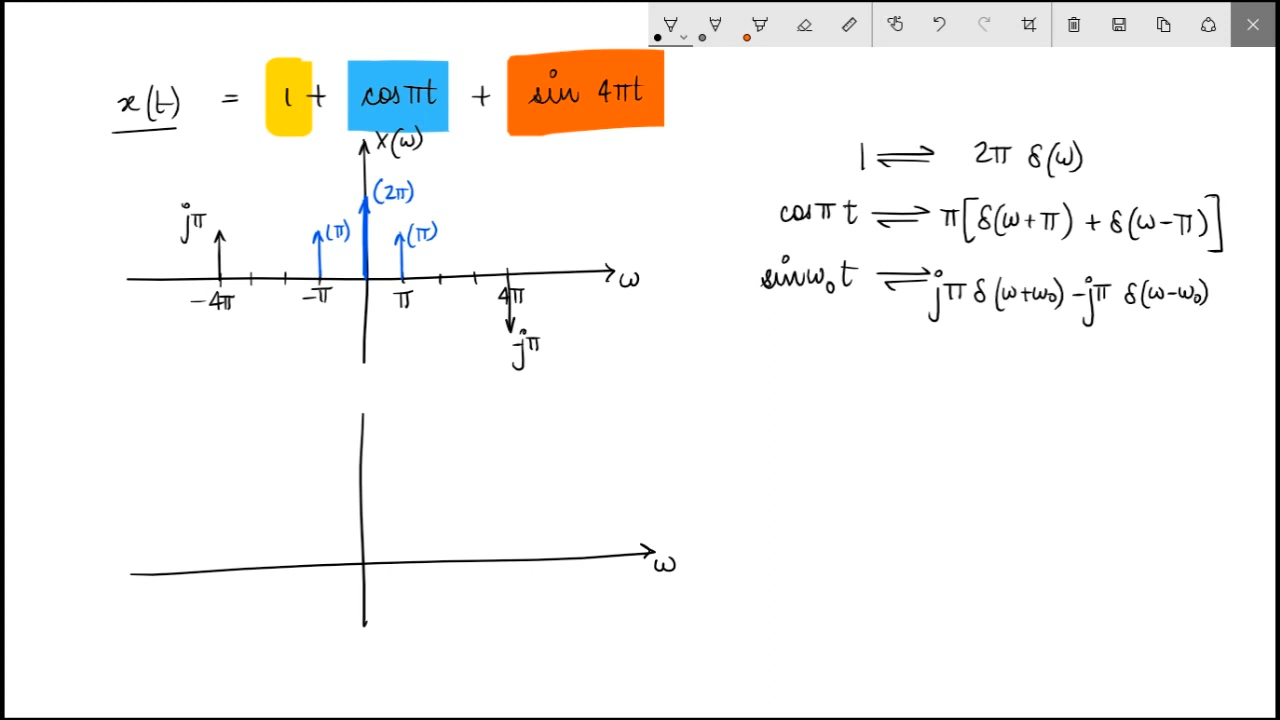 x(t) = 1 + cosπt + sin 4πt
X(ω)
1 ⇌ 2π δ(ω)
(2π)
cosπt ⇌ π[δ(ω+π) + δ(ω-π)]
jπ (π) (π)
sinω₀t ⇌ jπ δ(ω+ω₀) - jπ δ(ω-ω₀)
-4π -π π 4π ω
jπ
ω